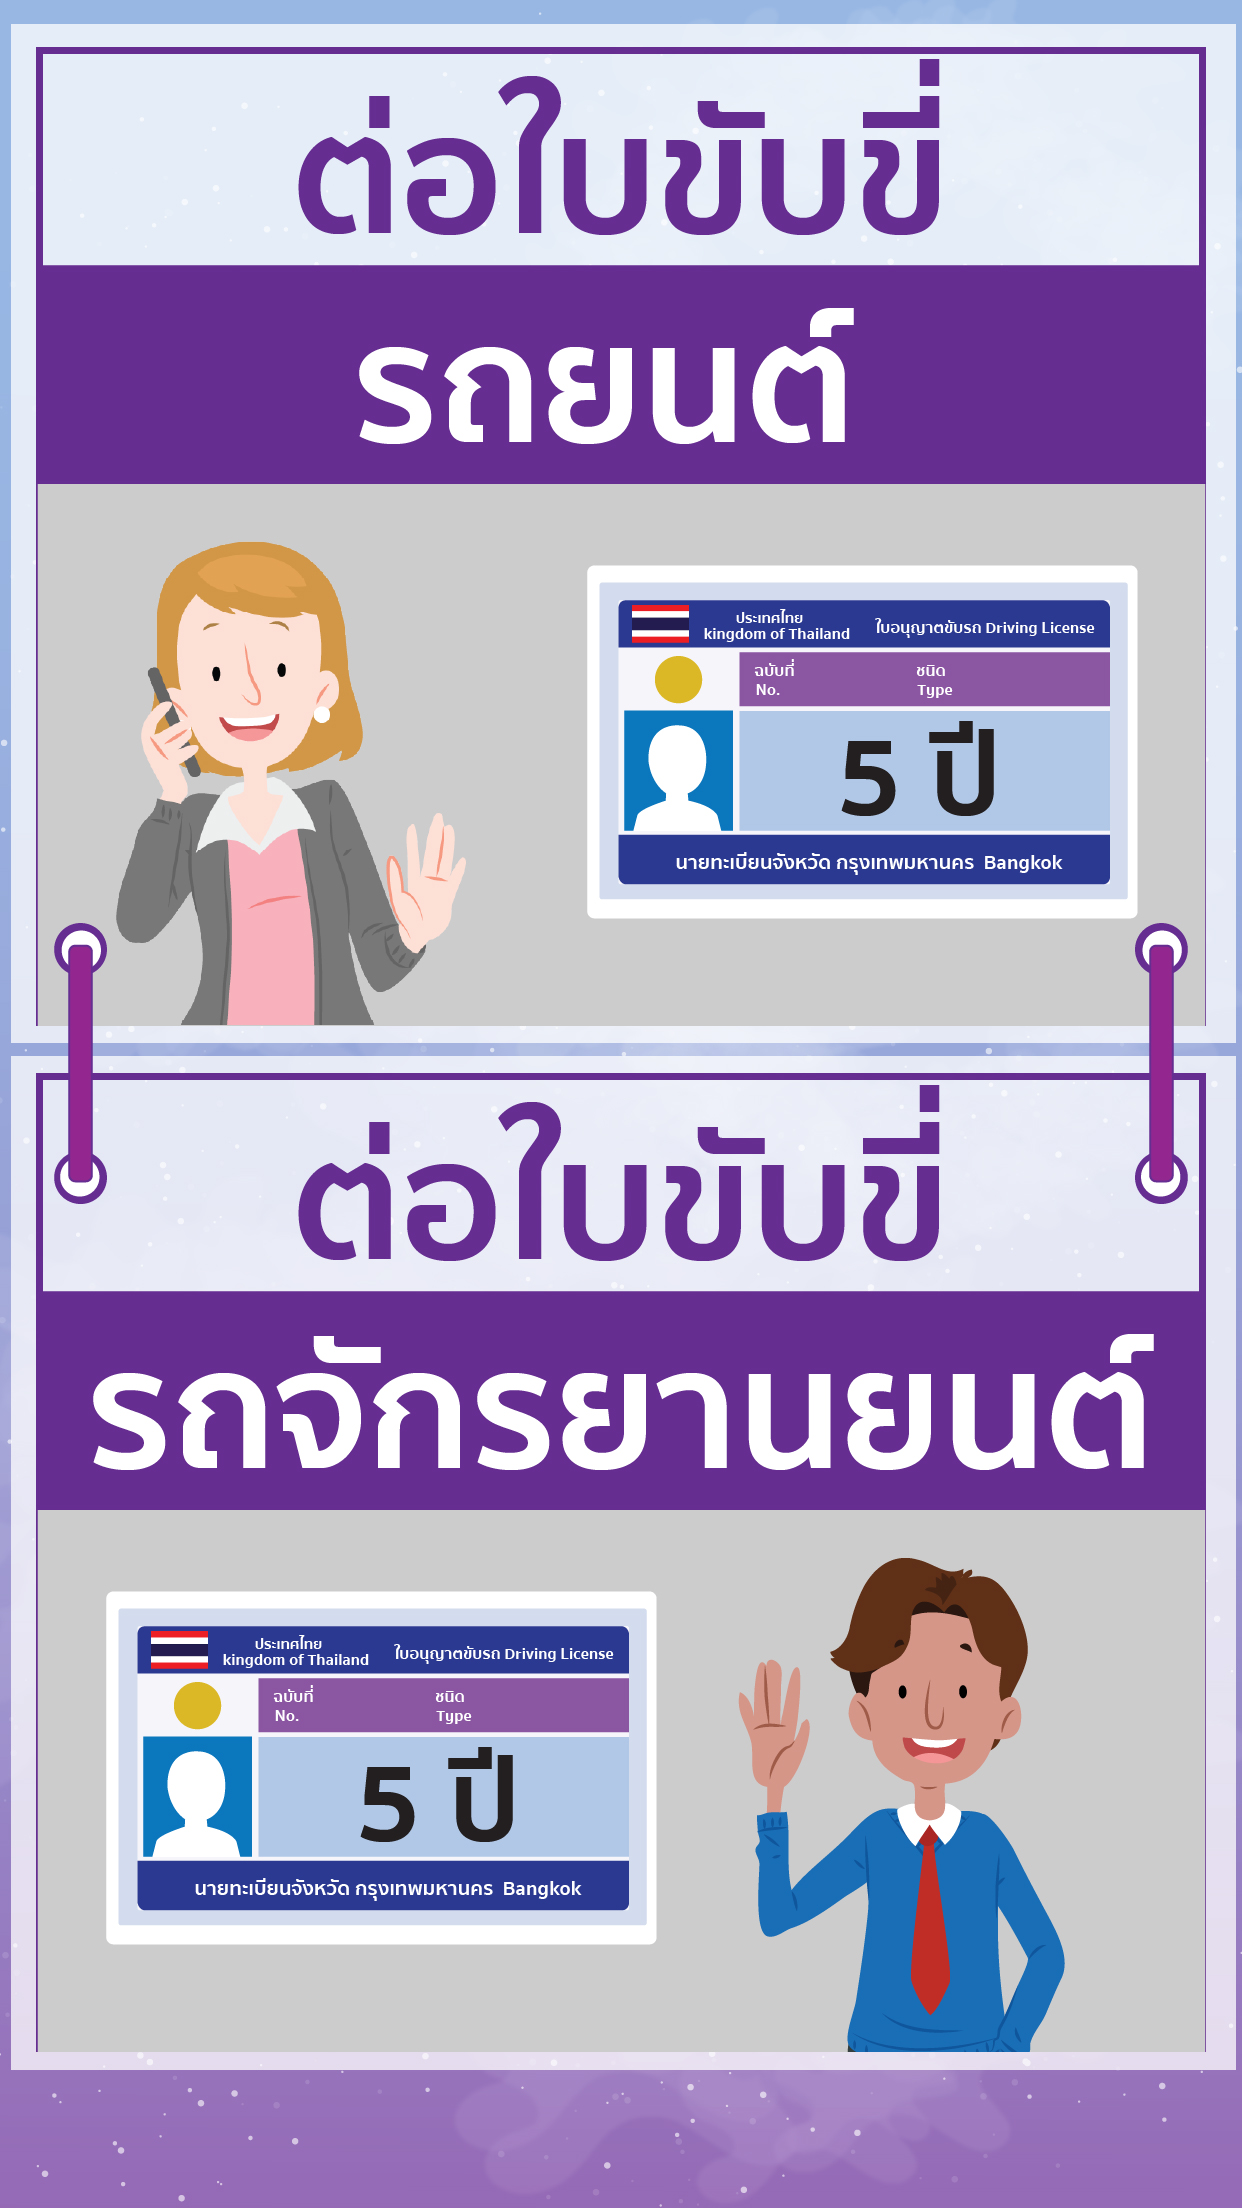 ต่อใบขับขี่
รถยนต์
ประเทศไทย
kingdom of Thailand
ใบอนุญาตขับรถ Driving License
ฉบับที่
No.
ชนิด
Type
5 ปี
นายทะเบียนจังหวัด กรุงเทพมหานคร Bangkok
ต่อใบขับขี่
รถจักรยานยนต์
ประเทศไทย
kingdom of Thailand
ใบอนุญาตขับรถ Driving License
ฉบับที่
No.
ชนิด
Type
5 ปี
นายทะเบียนจังหวัด กรุงเทพมหานคร Bangkok